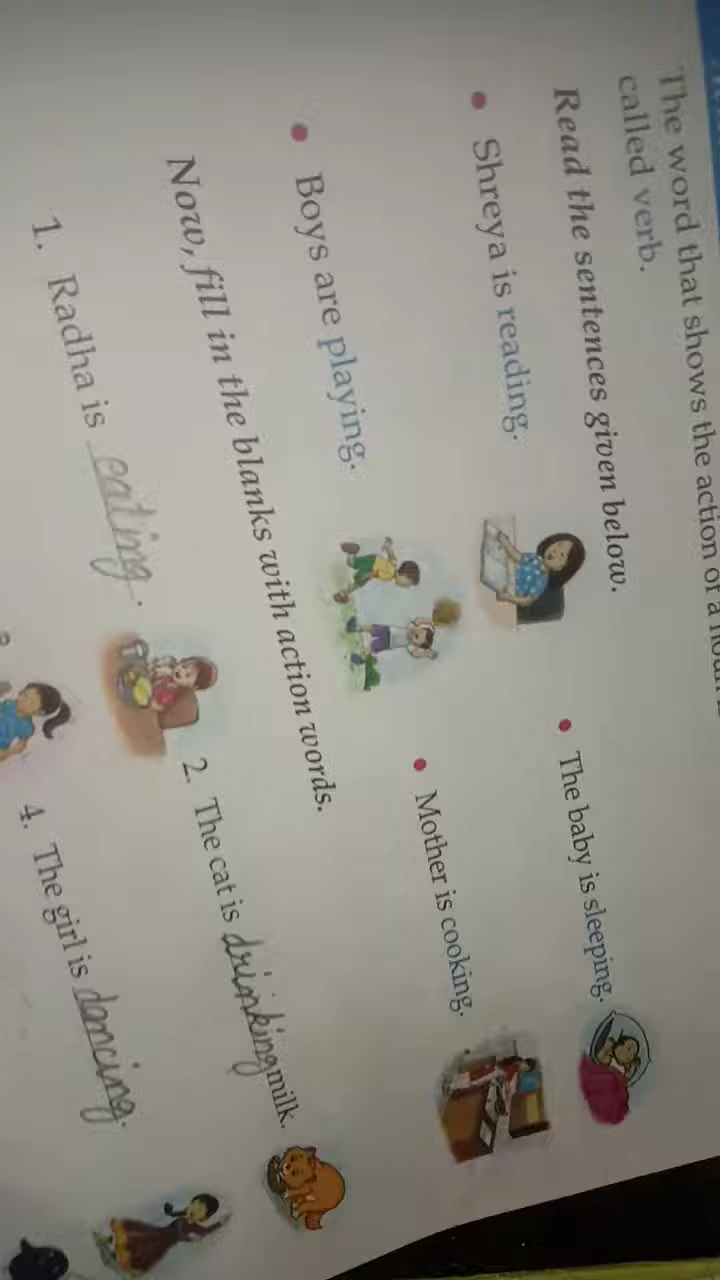 The word that shows the action of a noun
called verb.
Read the sentences given below.
• Shreya is reading.
• The baby is sleeping.
• Boys are playing.
• Mother is cooking.
Now, fill in the blanks with action words.
1. Radha is eating.
2. The cat is drinking milk.
4. The girl is dancing.